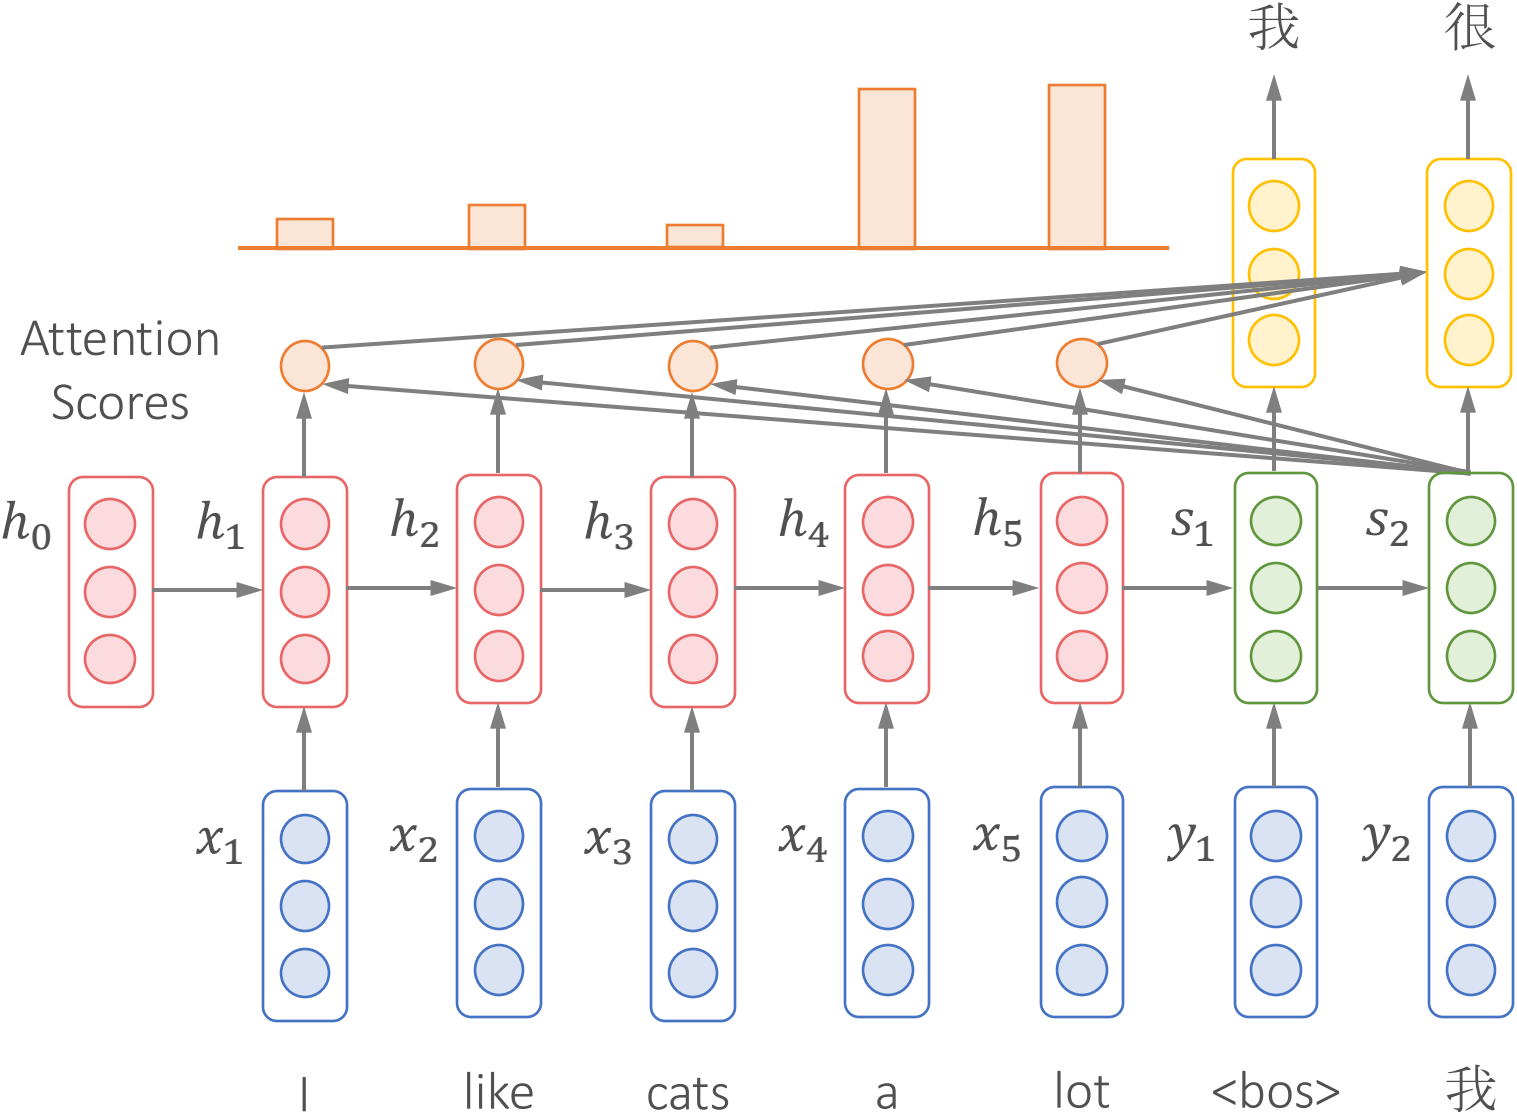 我 很
Attention
Scores
h₀ h₁ h₂ h₃ h₄ h₅ s₁ s₂
x₁ x₂ x₃ x₄ x₅ y₁ y₂
I like cats a lot <bos> 我